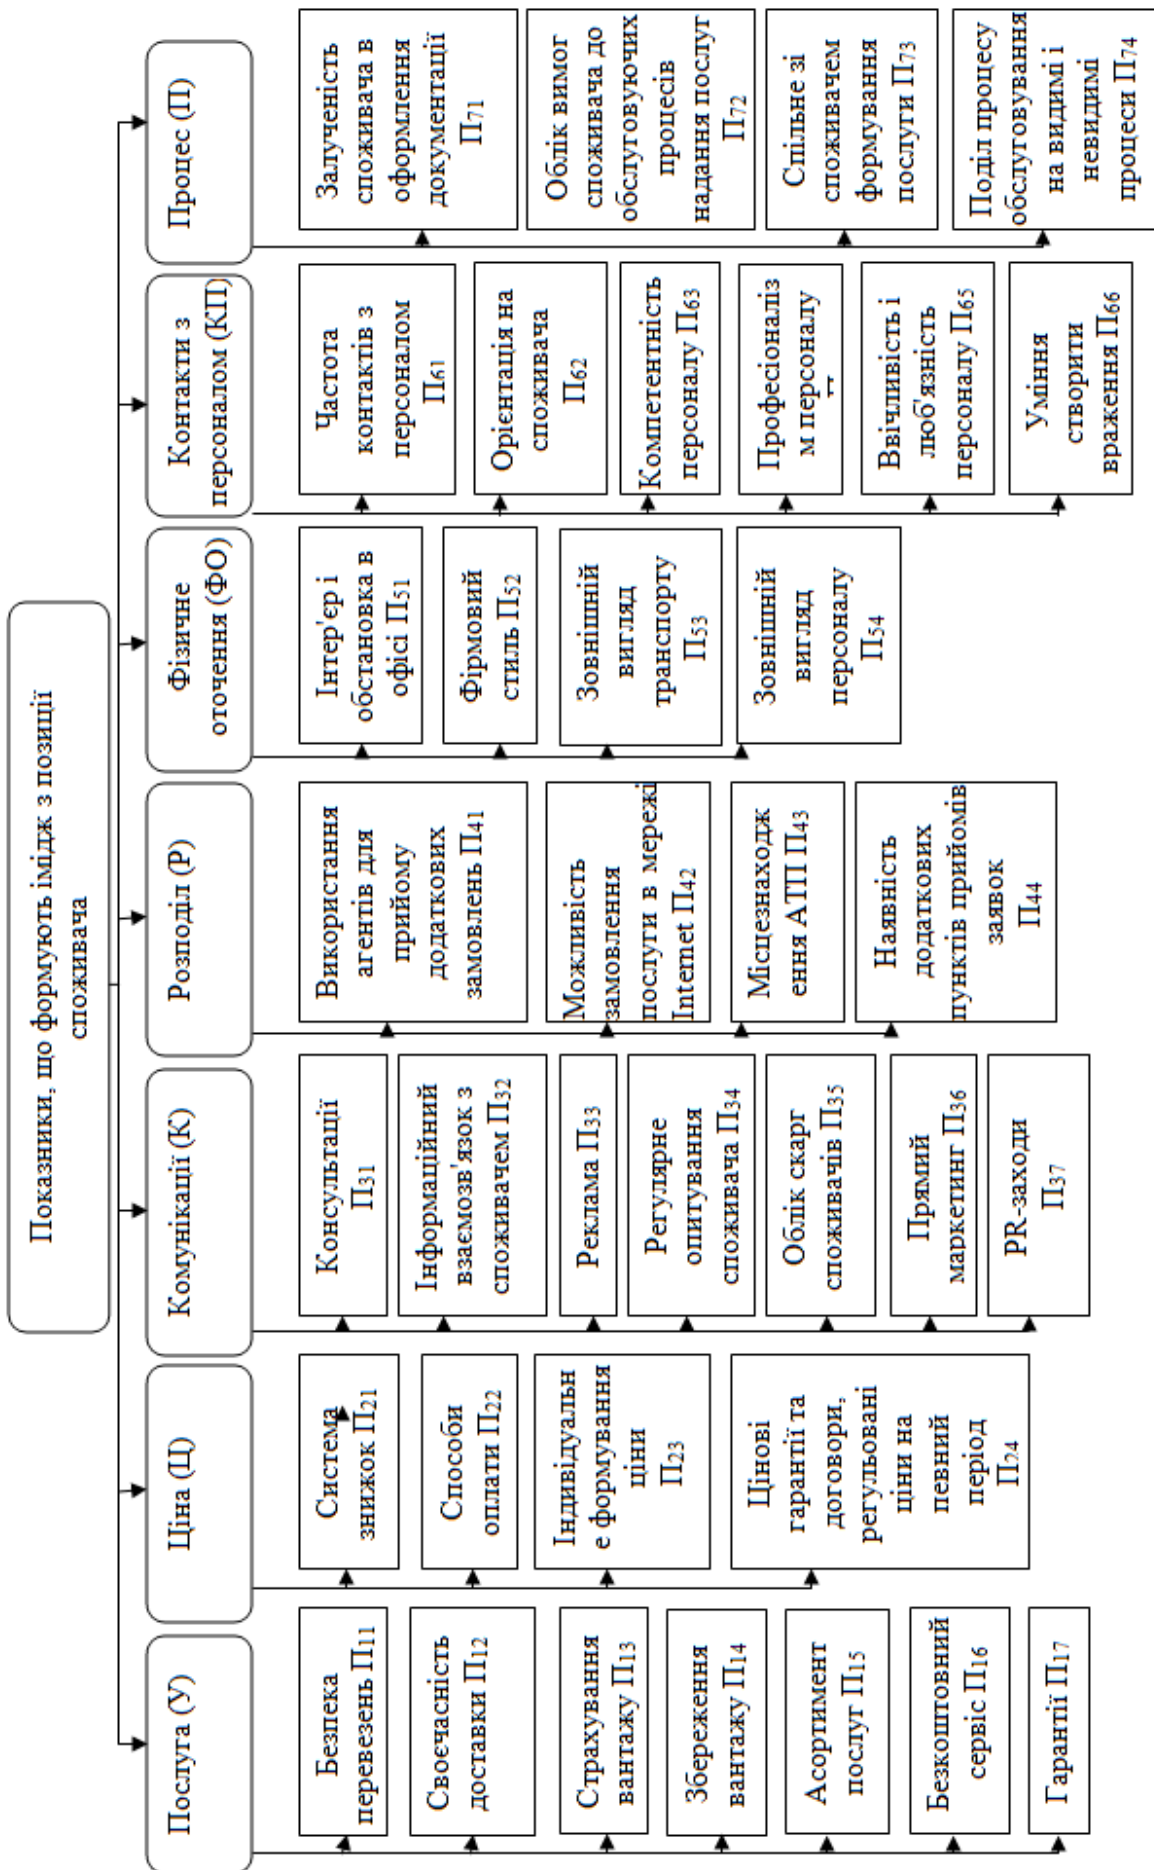 Показники, що формують імідж з позиції
споживача
Послуга (У)
Безпека
перевезень П11
Своєчасність
доставки П12
Страхування
вантажу П13
Збереження
вантажу П14
Асортимент
послуг П15
Безкоштовний
сервіс П16
Гарантії П17
Ціна (Ц)
Система
знижок П21
Способи
оплати П22
Індивідуальн
е формування
ціни
П23
Цінові
гарантії та
договори,
регульовані
ціни на
певний
період
П24
Комунікації (К)
Консультації
П31
Інформаційний
взаємозв'язок з
споживачем П32
Реклама П33
Регулярне
опитування
споживача П34
Облік скарг
споживачів П35
Прямий
маркетинг П36
PR-заходи
П37
Розподіл (Р)
Використання
агентів для
прийому
додаткових
замовлень П41
Можливість
замовлення
послуги в мережі
Internet П42
Місцезнаходж
ення АТП П43
Наявність
додаткових
пунктів прийомів
заявок
П44
Фізичне
оточення (ФО)
Інтер'єрі і
обстановка в
офісі П51
Фірмовий
стиль П52
Зовнішній
вигляд
транспорту
П53
Зовнішній
вигляд
персоналу
П54
Контакти з
персоналом (КП)
Частота
контактів з
персоналом
П61
Орієнтація на
споживача
П62
Компетентність
персоналу П63
Професіоналіз
м персоналу
Ввічливість і
люб'язність
персоналу П65
Уміння
створити
враження П66
Процес (П)
Залученість
споживача в
оформлення
документації
П71
Облік вимог
споживача до
обслуговуючих
процесів
надання послуг
П72
Спільне зі
споживачем
формування
послуги П73
Поділ процесу
обслуговування
на видимі і
невидимі
процеси П74